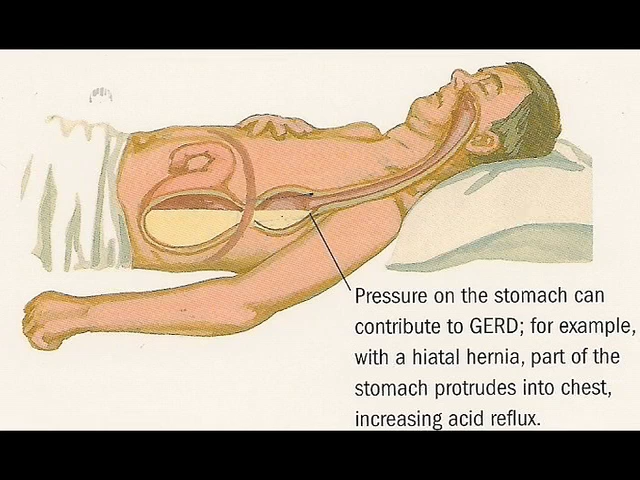 Pressure on the stomach can
contribute to GERD; for example,
with a hiatal hernia, part of the
stomach protrudes into chest,
increasing acid reflux.